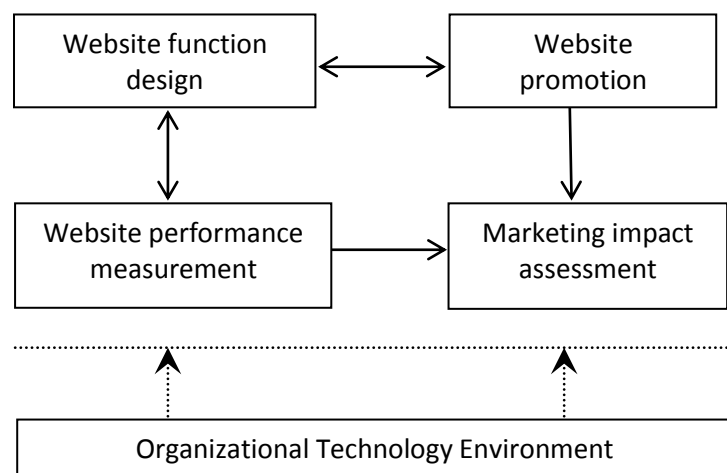 Website function
design
Website
promotion
Website performance
measurement
Marketing impact
assessment
Organizational Technology Environment